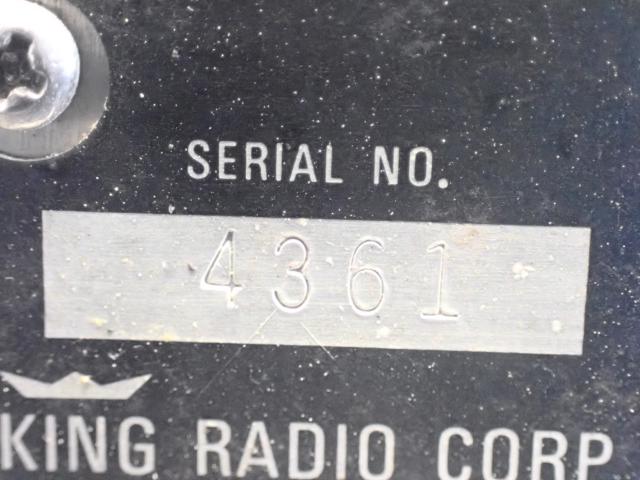 SERIAL NO.
4361
KING RADIO CORP